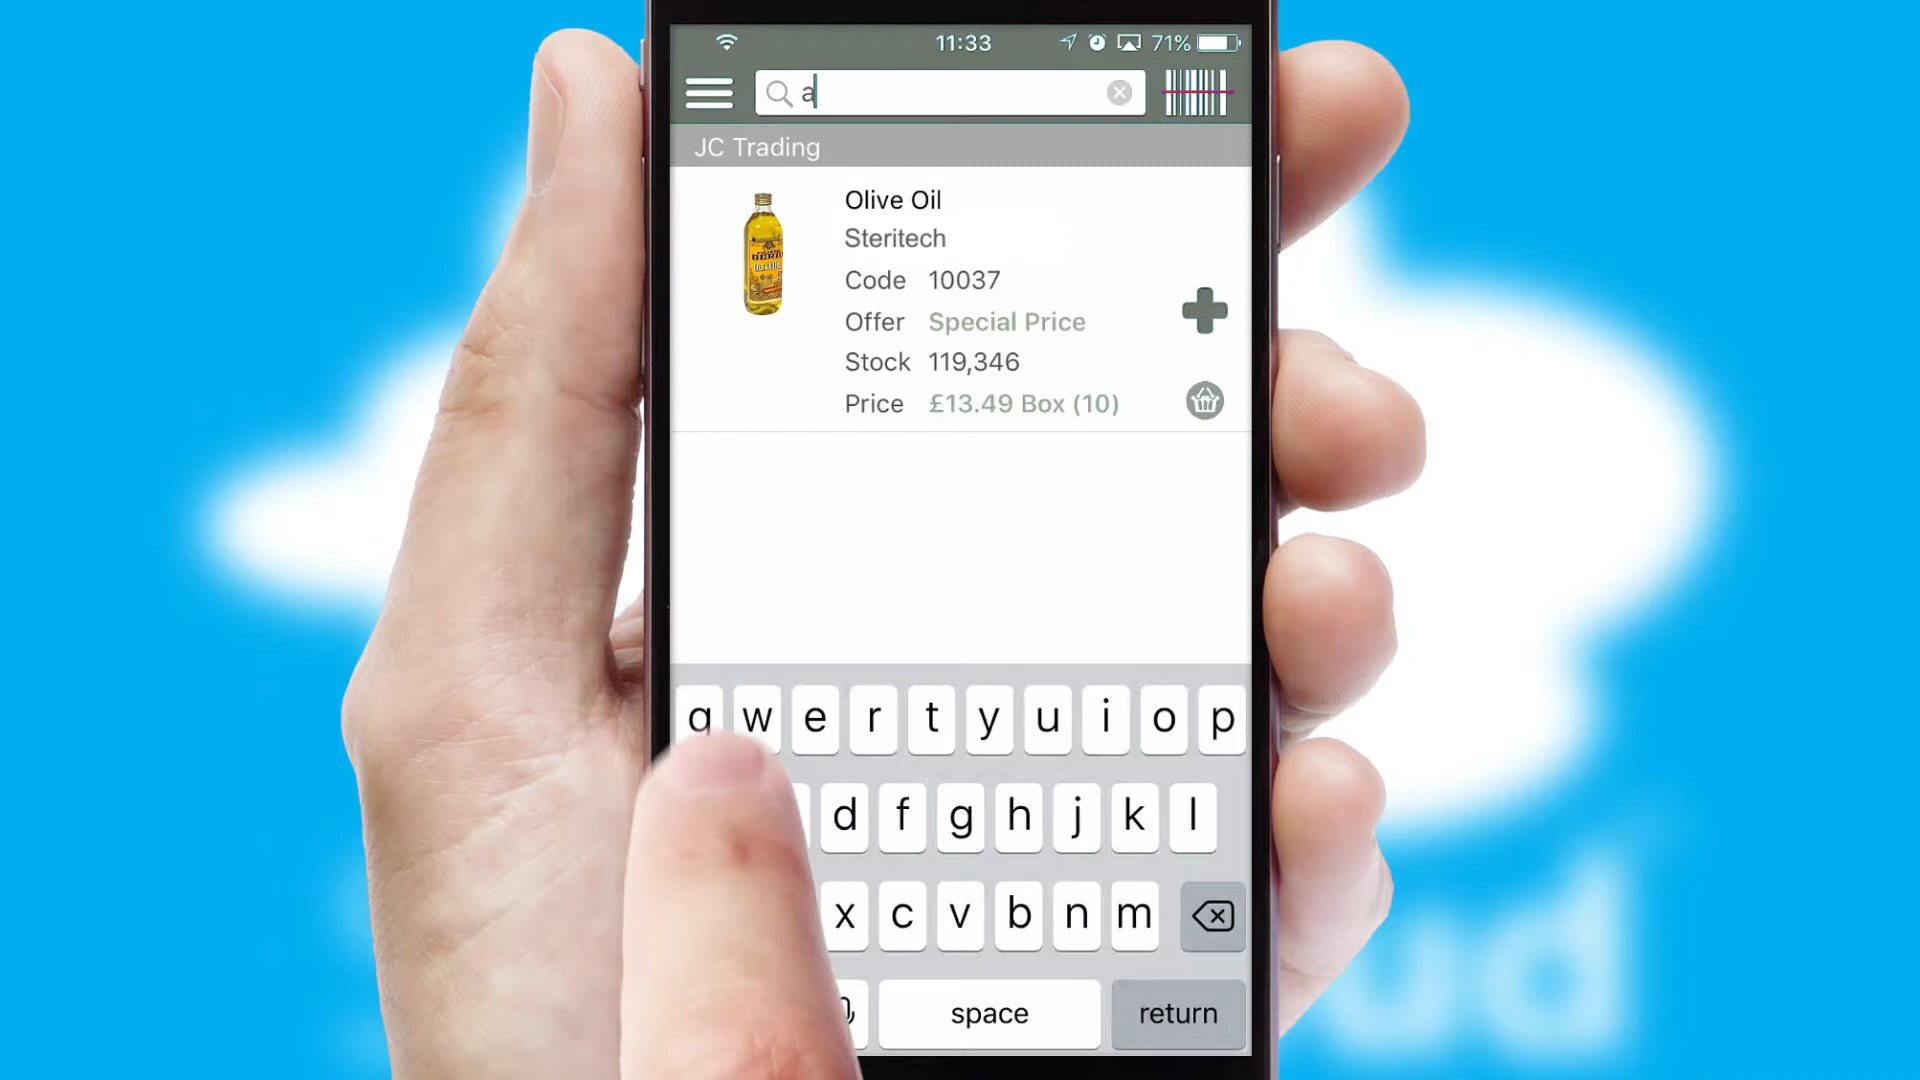 11:33 71%
a
JC Trading
Olive Oil
Steritech
Code 10037
Offer Special Price
Stock 119,346
Price £13.49 Box (10)
q w e r t y u i o p
d f g h j k l
x c v b n m
space return
ud